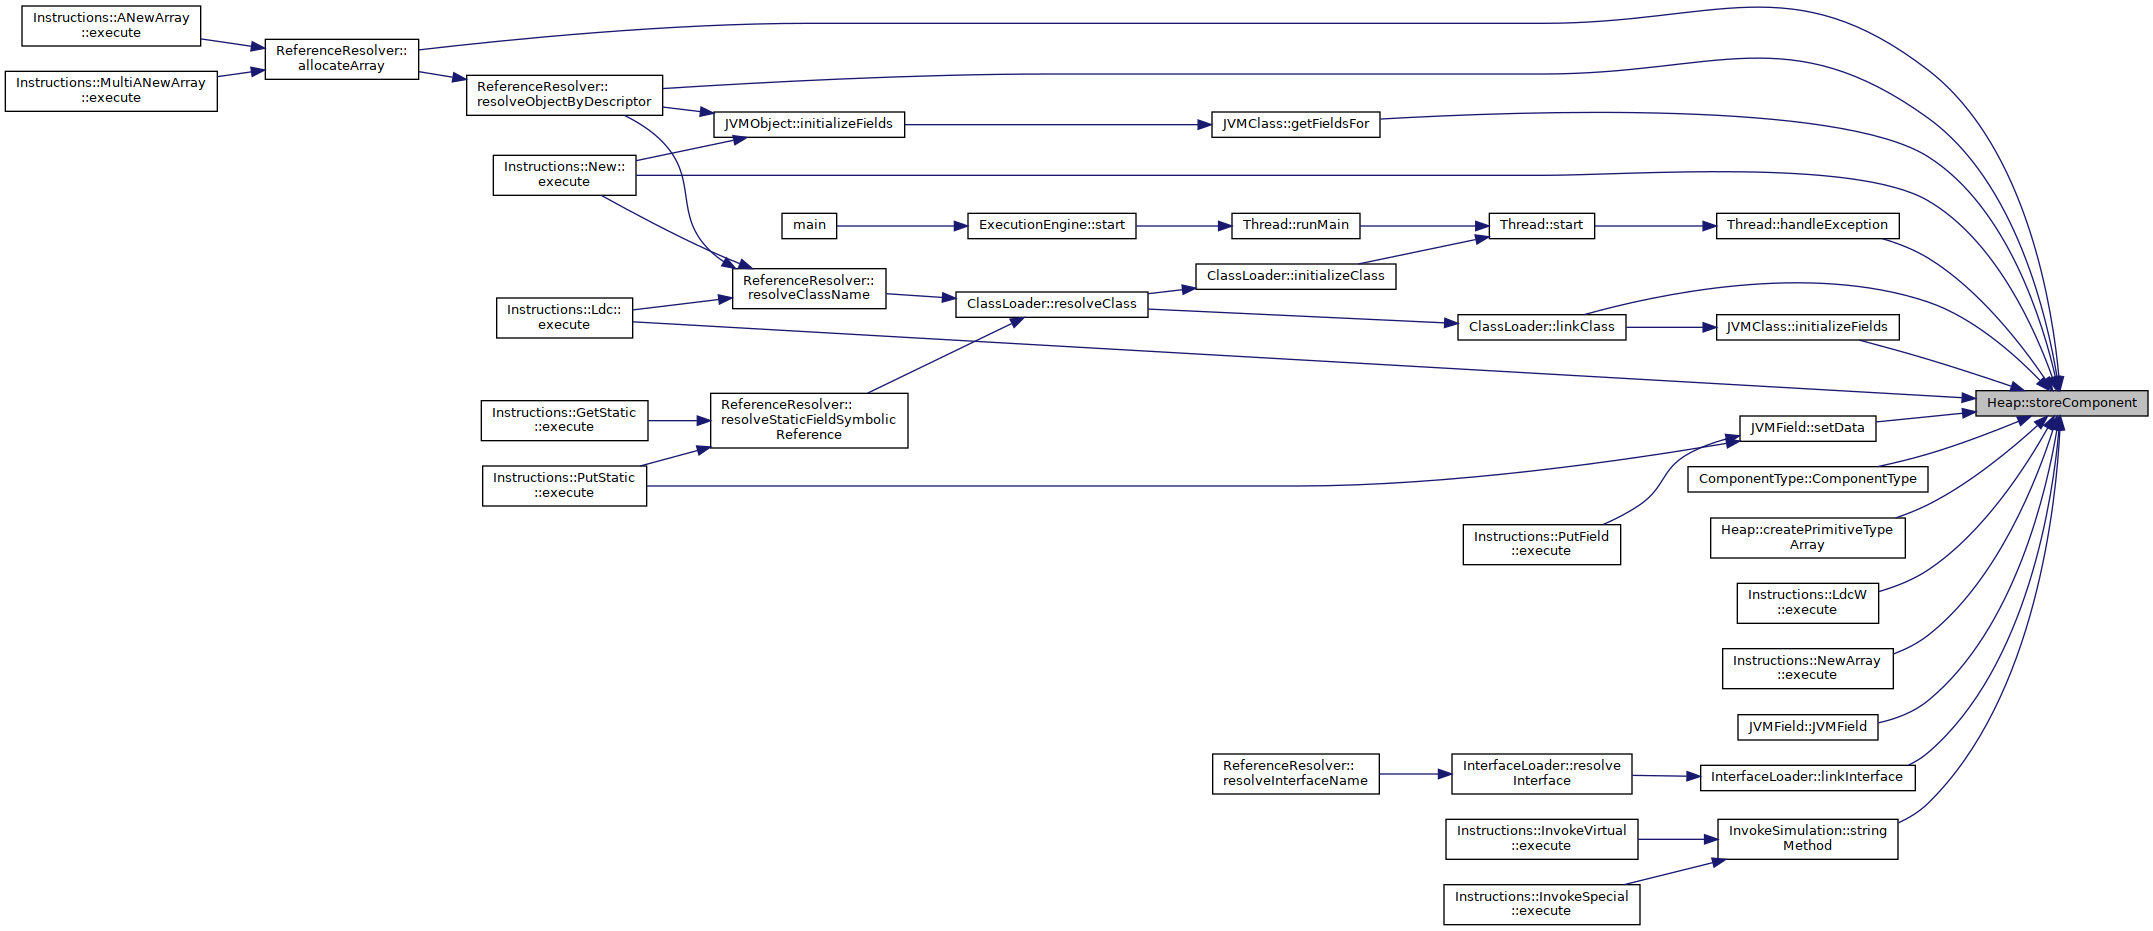 Instructions::ANewArray
::execute
Instructions::MultiANewArray
::execute
ReferenceResolver::
allocateArray
ReferenceResolver::
resolveObjectByDescriptor
JVMObject::initializeFields
JVMClass::getFieldsFor
Instructions::New::
execute
main
ExecutionEngine::start
Thread::runMain
Thread::start
Thread::handleException
ClassLoader::initializeClass
ReferenceResolver::
resolveClassName
ClassLoader::resolveClass
Instructions::Ldc::
execute
ClassLoader::linkClass
JVMClass::initializeFields
Heap::storeComponent
Instructions::GetStatic
::execute
ReferenceResolver::
resolveStaticFieldSymbolic
Reference
JVMField::setData
Instructions::PutStatic
::execute
ComponentType::ComponentType
Instructions::PutField
::execute
Heap::createPrimitiveType
Array
Instructions::LdcW
::execute
Instructions::NewArray
::execute
JVMField::JVMField
ReferenceResolver::
resolveInterfaceName
InterfaceLoader::resolve
Interface
InterfaceLoader::linkInterface
Instructions::InvokeVirtual
::execute
InvokeSimulation::string
Method
Instructions::InvokeSpecial
::execute